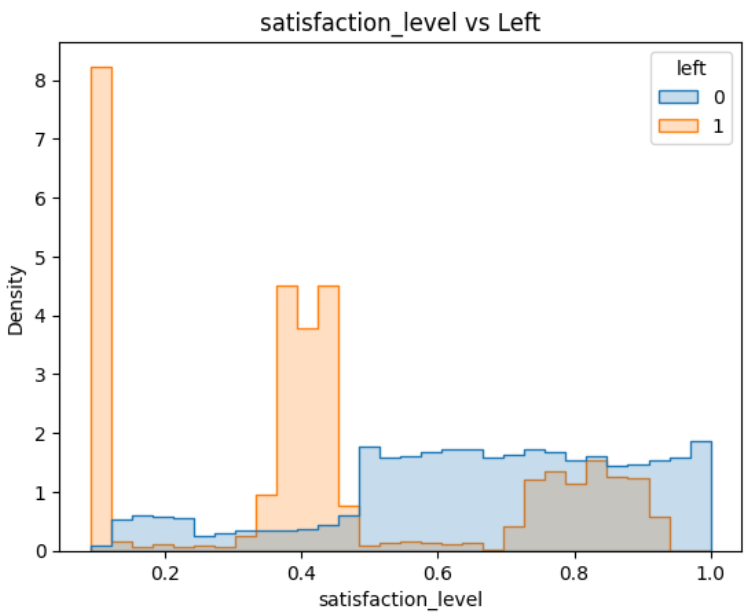 satisfaction_level vs Left
left
0
1
Density
8
7
6
5
4
3
2
1
0
0.2 0.4 0.6 0.8 1.0
satisfaction_level